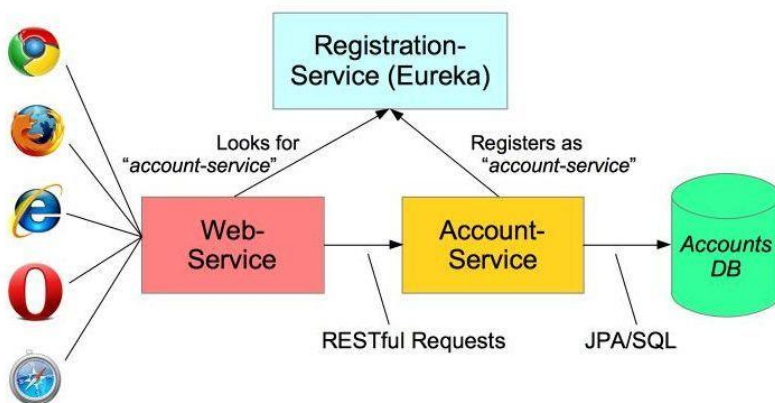 Registration-
Service (Eureka)
Looks for
"account-service"
Registers as
"account-service"
Web-
Service
Account-
Service
Accounts
DB
RESTful Requests
JPA/SQL